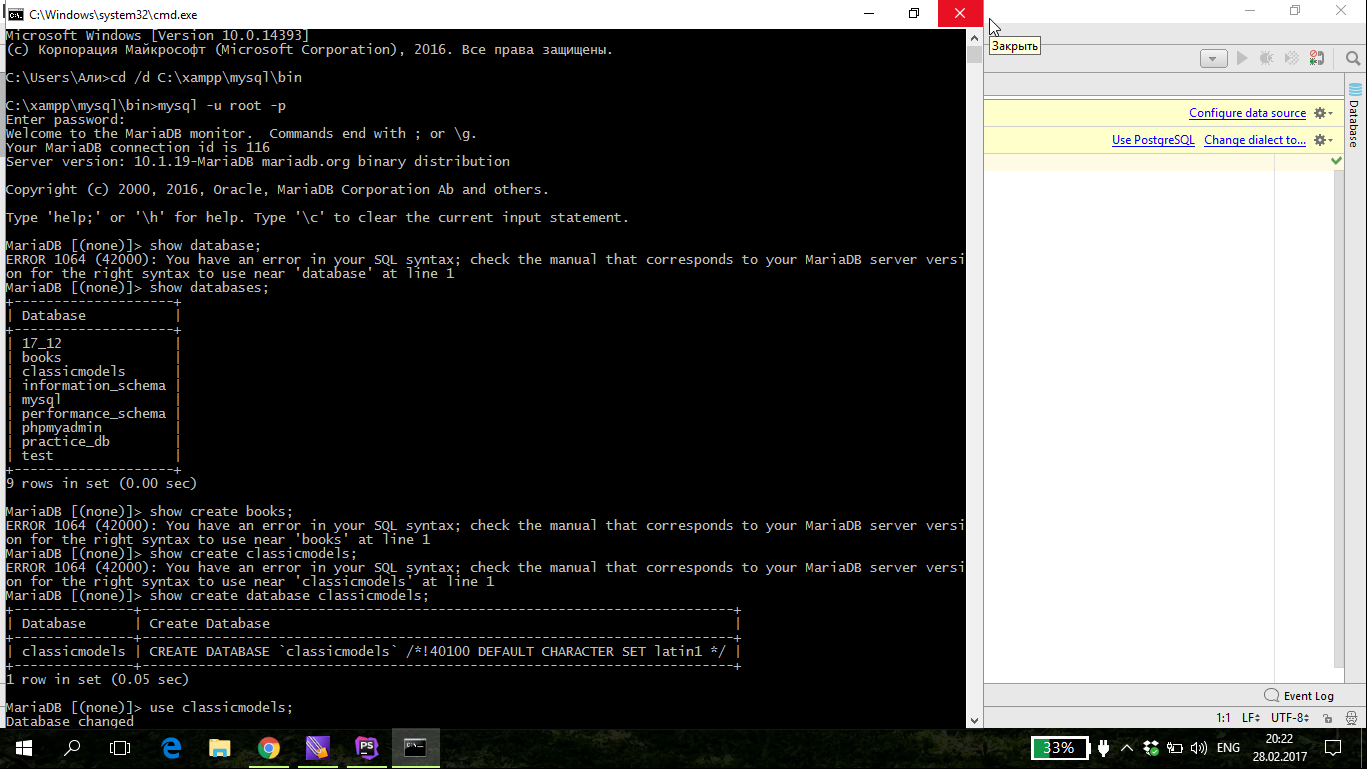 C:\Windows\system32\cmd.exe
Microsoft Windows [Version 10.0.14393]
(c) Корпорация Майкрософт (Microsoft Corporation), 2016. Все права защищены.
C:\Users\Али>cd /d C:\xampp\mysql\bin
C:\xampp\mysql\bin>mysql -u root -p
Enter password:
Welcome to the MariaDB monitor.  Commands end with ; or \g.
Your MariaDB connection id is 116
Server version: 10.1.19-MariaDB mariadb.org binary distribution
Copyright (c) 2000, 2016, Oracle, MariaDB Corporation Ab and others.
Type 'help;' or '\h' for help. Type '\c' to clear the current input statement.
MariaDB [(none)]> show database;
ERROR 1064 (42000): You have an error in your SQL syntax; check the manual that corresponds to your MariaDB server versi
on for the right syntax to use near 'database' at line 1
MariaDB [(none)]> show databases;
+--------------------+
| Database           |
+--------------------+
| 17_12              |
| books              |
| classicmodels      |
| information_schema |
| mysql              |
| performance_schema |
| phpmyadmin         |
| practice_db        |
| test               |
+--------------------+
9 rows in set (0.00 sec)
MariaDB [(none)]> show create books;
ERROR 1064 (42000): You have an error in your SQL syntax; check the manual that corresponds to your MariaDB server versi
on for the right syntax to use near 'books' at line 1
MariaDB [(none)]> show create classicmodels;
ERROR 1064 (42000): You have an error in your SQL syntax; check the manual that corresponds to your MariaDB server versi
on for the right syntax to use near 'classicmodels' at line 1
MariaDB [(none)]> show create database classicmodels;
+---------------+--------------------------------------------------------------------------+
| Database      | Create Database                                                          |
+---------------+--------------------------------------------------------------------------+
| classicmodels | CREATE DATABASE `classicmodels` /*!40100 DEFAULT CHARACTER SET latin1 */ |
+---------------+--------------------------------------------------------------------------+
1 row in set (0.05 sec)
MariaDB [(none)]> use classicmodels;
Database changed
Закрыть
Configure data source
Use PostgreSQL Change dialect to...
Database
Event Log
1:1 LF÷ UTF-8÷
PS
33%
ENG
20:22
28.02.2017